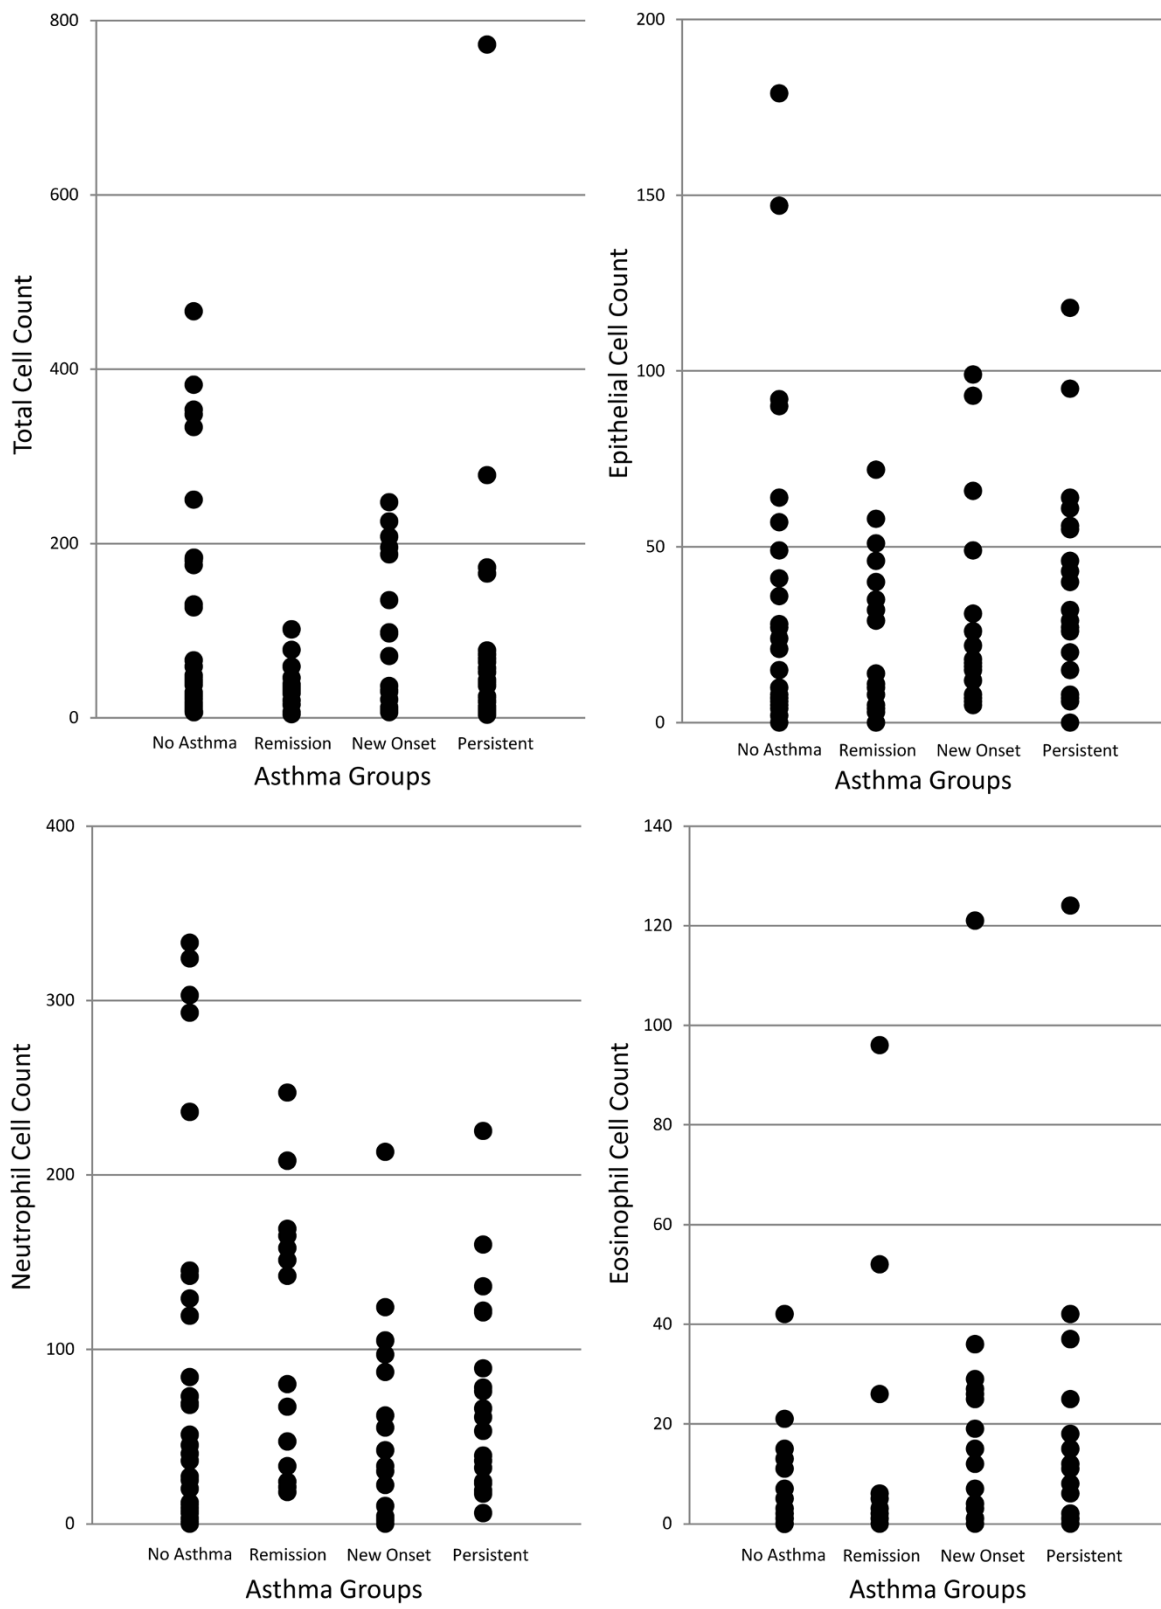 800
600
400
200
0
Total Cell Count
No Asthma Remission New Onset Persistent
Asthma Groups
200
150
100
50
0
Epithelial Cell Count
No Asthma Remission New Onset Persistent
Asthma Groups
400
300
200
100
0
Neutrophil Cell Count
No Asthma Remission New Onset Persistent
Asthma Groups
140
120
100
80
60
40
20
0
Eosinophil Cell Count
No Asthma Remission New Onset Persistent
Asthma Groups